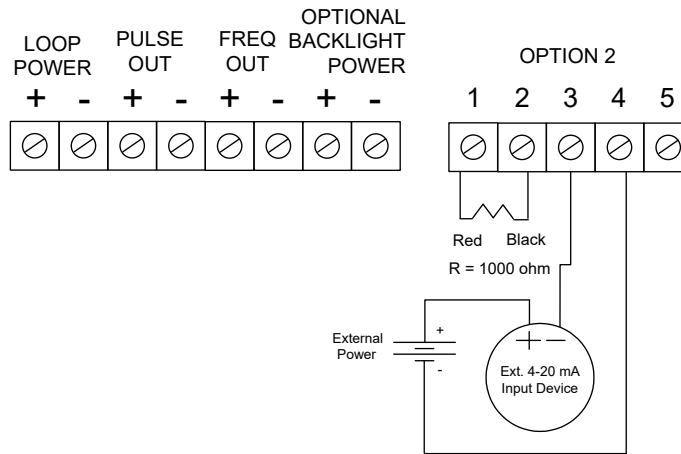 LOOP
POWER
PULSE
OUT
FREQ
OUT
OPTIONAL
BACKLIGHT
POWER
+ - + - + - + -
OPTION 2
1 2 3 4 5
Red Black
R = 1000 ohm
External
Power
+
-
+ −
Ext. 4-20 mA
Input Device